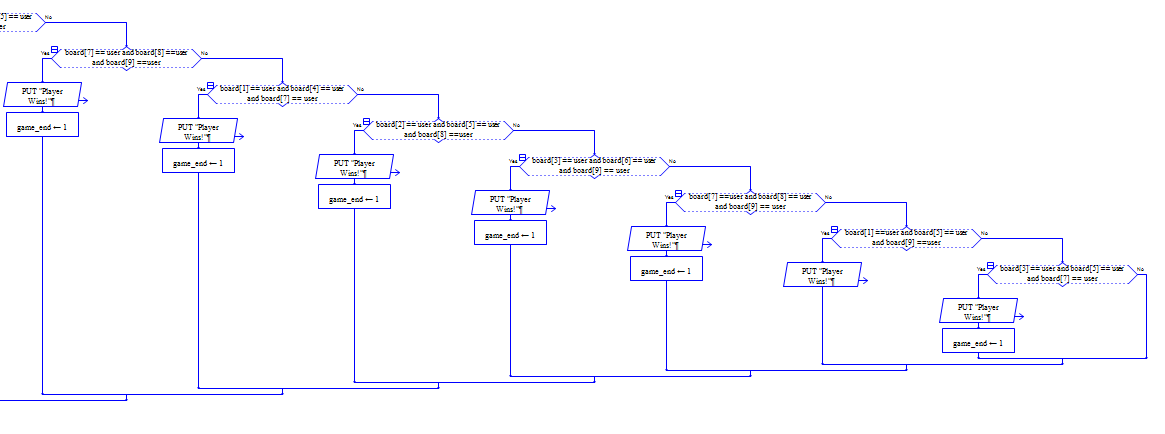 5] == user
er
No
Yes
board[7] == user and board[8] ==user
and board[9] ==user
No
PUT "Player
Wins!"¶
game_end ← 1
Yes
board[1] == user and board[4] == user
and board[7] == user
No
PUT "Player
Wins!"¶
game_end ← 1
Yes
board[2] == user and board[5] == user
and board[8] ==user
No
PUT "Player
Wins!"¶
game_end ← 1
Yes
board[3] == user and board[6] == user
and board[9] == user
No
PUT "Player
Wins!"¶
game_end ← 1
Yes
board[7] ==user and board[8] == user
and board[9] == user
No
PUT "Player
Wins!"¶
game_end ← 1
Yes
board[1] ==user and board[5] == user
and board[9] ==user
No
PUT "Player
Wins!"¶
Yes
board[3] == user and board[5] == user
and board[7] == user
No
PUT "Player
Wins!"¶
game_end ← 1